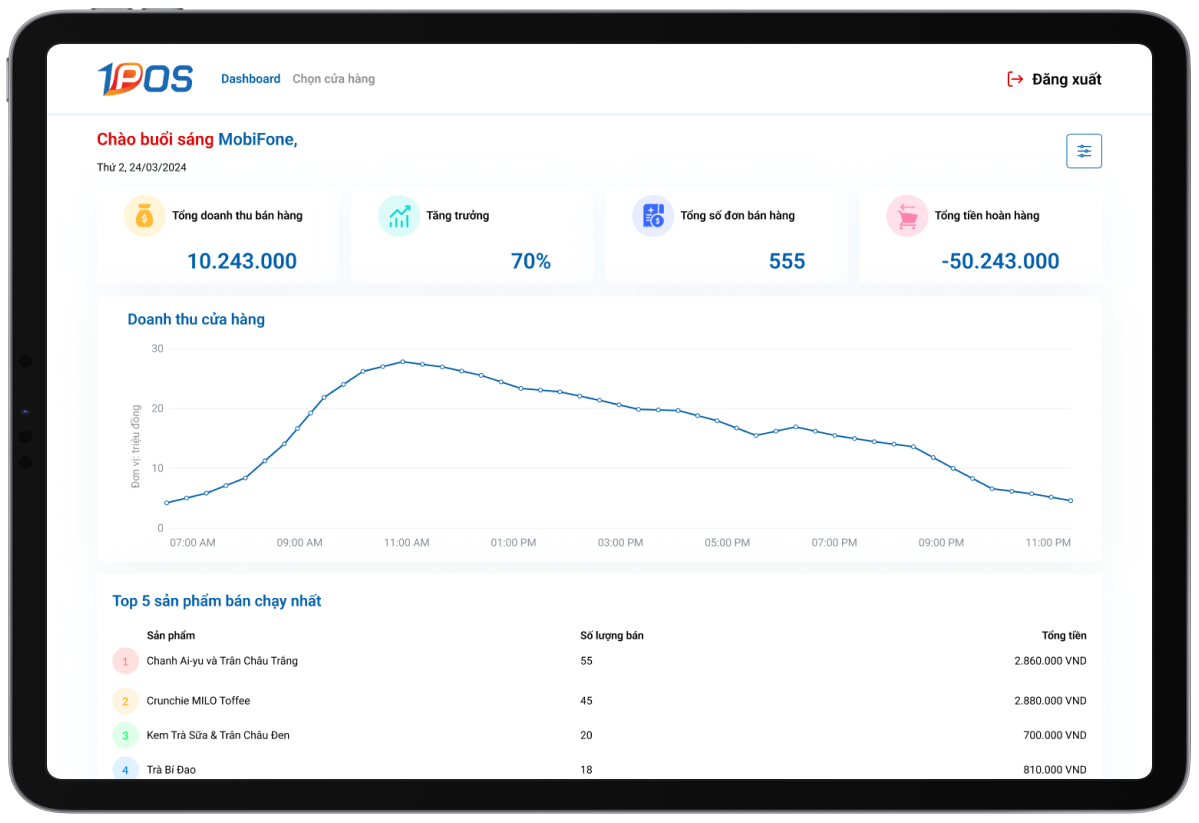 1POS
Dashboard Chọn cửa hàng
Đăng xuất
Chào buổi sáng MobiFone,
Thứ 2, 24/03/2024
Tổng doanh thu bán hàng
10.243.000
Tăng trưởng
70%
Tổng số đơn bán hàng
555
Tổng tiền hoàn hàng
-50.243.000
Doanh thu cửa hàng
Đơn vị: triệu đồng
30
20
10
0
07:00 AM 09:00 AM 11:00 AM 01:00 PM 03:00 PM 05:00 PM 07:00 PM 09:00 PM 11:00 PM
Top 5 sản phẩm bán chạy nhất
Sản phẩm Số lượng bán Tổng tiền
1 Chanh Ai-yu và Trân Châu Trắng 55 2.860.000 VND
2 Crunchie MILO Toffee 45 2.880.000 VND
3 Kem Trà Sữa & Trân Châu Đen 20 700.000 VND
4 Trà Bí Đao 18 810.000 VND